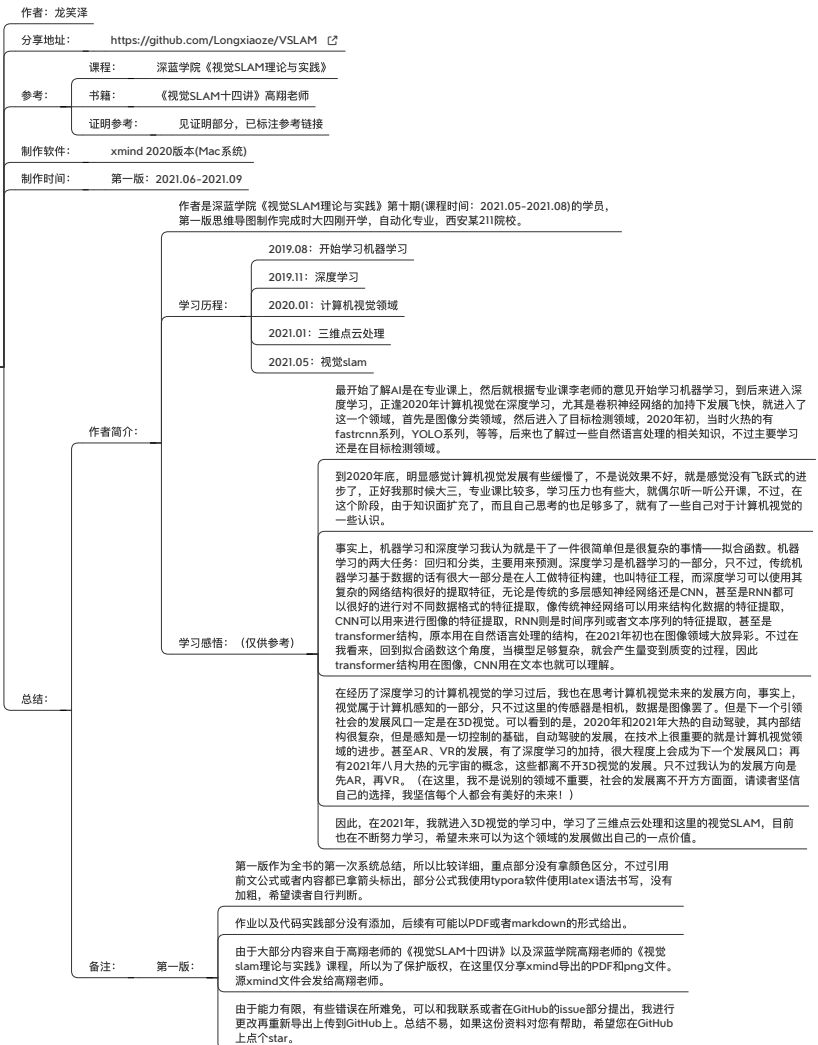 作者：龙笑泽
分享地址：
https://github.com/Longxiaoze/VSLAM
参考：
课程：
深蓝学院《视觉SLAM理论与实践》
书籍：
《视觉SLAM十四讲》高翔老师
证明参考：
见证明部分，已标注参考链接
制作软件：
xmind 2020版本(Mac系统)
制作时间：
第一版：2021.06-2021.09
总结：
作者简介：
作者是深蓝学院《视觉SLAM理论与实践》第十期(课程时间：2021.05-2021.08)的学员，
第一版思维导图制作完成时大四刚开学，自动化专业，西安某211院校。
学习历程：
2019.08：开始学习机器学习
2019.11：深度学习
2020.01：计算机视觉领域
2021.01：三维点云处理
2021.05：视觉slam
学习感悟：（仅供参考）
最开始了解AI是在专业课上，然后就根据专业课李老师的意见开始学习机器学习，到后来进入深
度学习，正逢2020年计算机视觉在深度学习，尤其是卷积神经网络的加持下发展飞快，就进入了
这一个领域，首先是图像分类领域，然后进入了目标检测领域，2020年初，当时火热的有
fastrcnn系列，YOLO系列，等等，后来也了解过一些自然语言处理的相关知识，不过主要学习
还是在目标检测领域。
到2020年底，明显感觉计算机视觉发展有些缓慢了，不是说效果不好，就是感觉没有飞跃式的进
步了，正好我那时候大三，专业课比较多，学习压力也有些大，就偶尔听一听公开课，不过，在
这个阶段，由于知识面扩充了，而且自己思考的也足够多了，就有了一些自己对于计算机视觉的
一些认识。
事实上，机器学习和深度学习我认为就是干了一件很简单但是很复杂的事情——拟合函数。机器
学习的两大任务：回归和分类，主要用来预测。深度学习是机器学习的一部分，只不过，传统机
器学习基于数据的话有很大一部分是在人工做特征构建，也叫特征工程，而深度学习可以使用其
复杂的网络结构很好的提取特征，无论是传统的多层感知神经网络还是CNN，甚至是RNN都可
以很好的进行对不同数据格式的特征提取，像传统神经网络可以用来结构化数据的特征提取，
CNN可以用来进行图像的特征提取，RNN则是时间序列或者文本序列的特征提取，甚至是
transformer结构，原本用在自然语言处理的结构，在2021年初也在图像领域大放异彩。不过在
我看来，回到拟合函数这个角度，当模型足够复杂，就会产生量变到质变的过程，因此
transformer结构用在图像，CNN用在文本也就可以理解。
在经历了深度学习的计算机视觉的学习过后，我也在思考计算机视觉未来的发展方向，事实上，
视觉属于计算机感知的一部分，只不过这里的传感器是相机，数据是图像罢了。但是下一个引领
社会的发展风口一定是在3D视觉。可以看到的是，2020年和2021年大热的自动驾驶，其内部结
构很复杂，但是感知是一切控制的基础，自动驾驶的发展，在技术上很重要的就是计算机视觉领
域的进步。甚至AR、VR的发展，有了深度学习的加持，很大程度上会成为下一个发展风口；再
有2021年八月大热的元宇宙的概念，这些都离不开3D视觉的发展。只不过我认为的发展方向是
先AR，再VR。（在这里，我不是说别的领域不重要，社会的发展离不开方方面面，请读者坚信
自己的选择，我坚信每个人都会有美好的未来！）
因此，在2021年，我就进入3D视觉的学习中，学习了三维点云处理和这里的视觉SLAM，目前
也在不断努力学习，希望未来可以为这个领域的发展做出自己的一点价值。
备注：
第一版：
第一版作为全书的第一次系统总结，所以比较详细，重点部分没有拿颜色区分，不过引用
前文公式或者内容都已拿箭头标出，部分公式我使用typora软件使用latex语法书写，没有
加粗，希望读者自行判断。
作业以及代码实践部分没有添加，后续有可能以PDF或者markdown的形式给出。
由于大部分内容来自于高翔老师的《视觉SLAM十四讲》以及深蓝学院高翔老师的《视觉
slam理论与实践》课程，所以为了保护版权，在这里仅分享xmind导出的PDF和png文件。
源xmind文件会发给高翔老师。
由于能力有限，有些错误在所难免，可以和我联系或者在GitHub的issue部分提出，我进行
更改再重新导出上传到GitHub上。总结不易，如果这份资料对您有帮助，希望您在GitHub
上点个star。